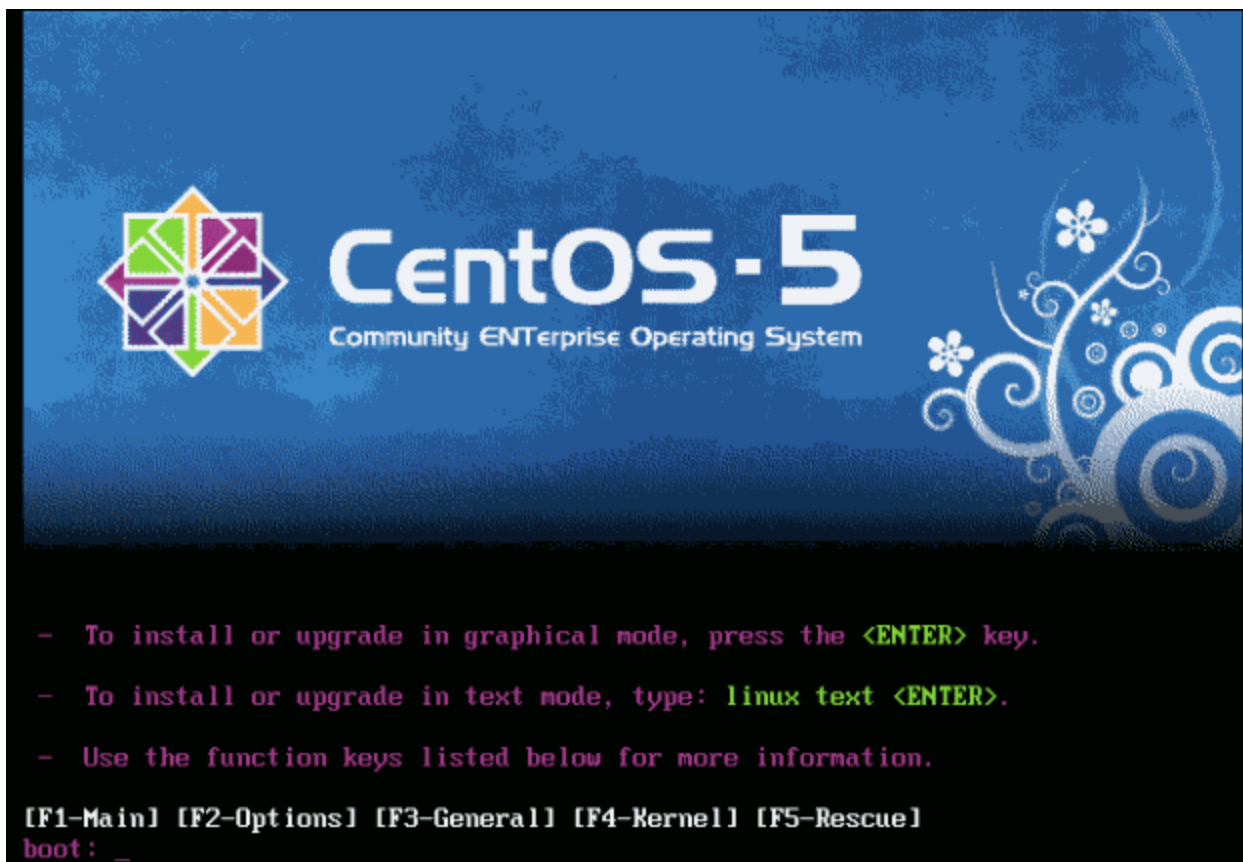 CentOS - 5
Community ENTerprise Operating System
- To install or upgrade in graphical mode, press the <ENTER> key.
- To install or upgrade in text mode, type: linux text <ENTER>.
- Use the function keys listed below for more information.
[F1-Main] [F2-Options] [F3-General] [F4-Kernel] [F5-Rescue]
boot: _